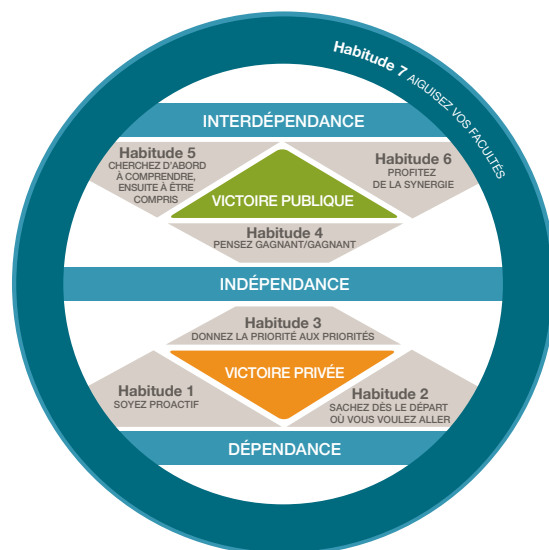 Habitude 7 AIGUISEZ VOS FACULTÉS
INTERDÉPENDANCE
Habitude 5
CHERCHEZ D'ABORD
À COMPRENDRE,
ENSUITE À ÊTRE
COMPRIS
Habitude 6
PROFITEZ
DE LA SYNERGIE
VICTOIRE PUBLIQUE
Habitude 4
PENSEZ GAGNANT/GAGNANT
INDÉPENDANCE
Habitude 3
DONNEZ LA PRIORITÉ AUX PRIORITÉS
VICTOIRE PRIVÉE
Habitude 1
SOYEZ PROACTIF
Habitude 2
SACHEZ DÈS LE DÉPART
OÙ VOUS VOULEZ ALLER
DÉPENDANCE